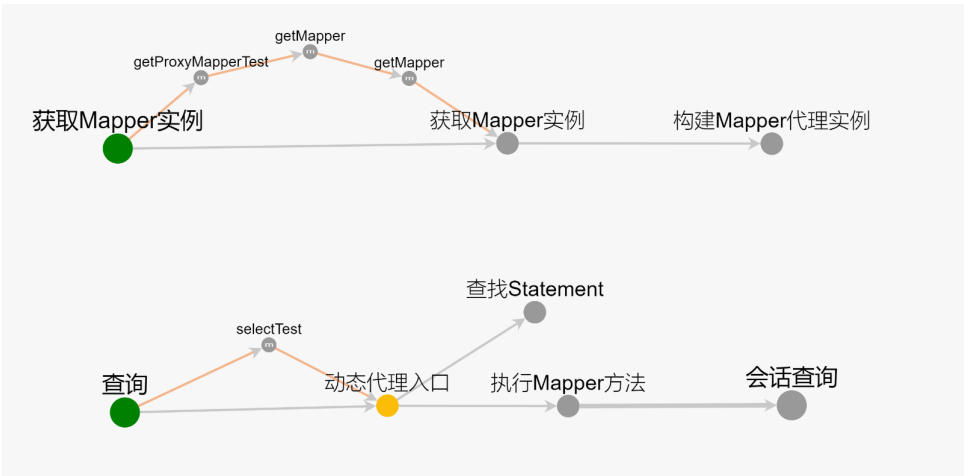 getMapper
getProxyMapperTest
getMapper
获取Mapper实例
获取Mapper实例
构建Mapper代理实例
m
m
m
查找Statement
selectTest
m
查询
动态代理入口
执行Mapper方法
会话查询